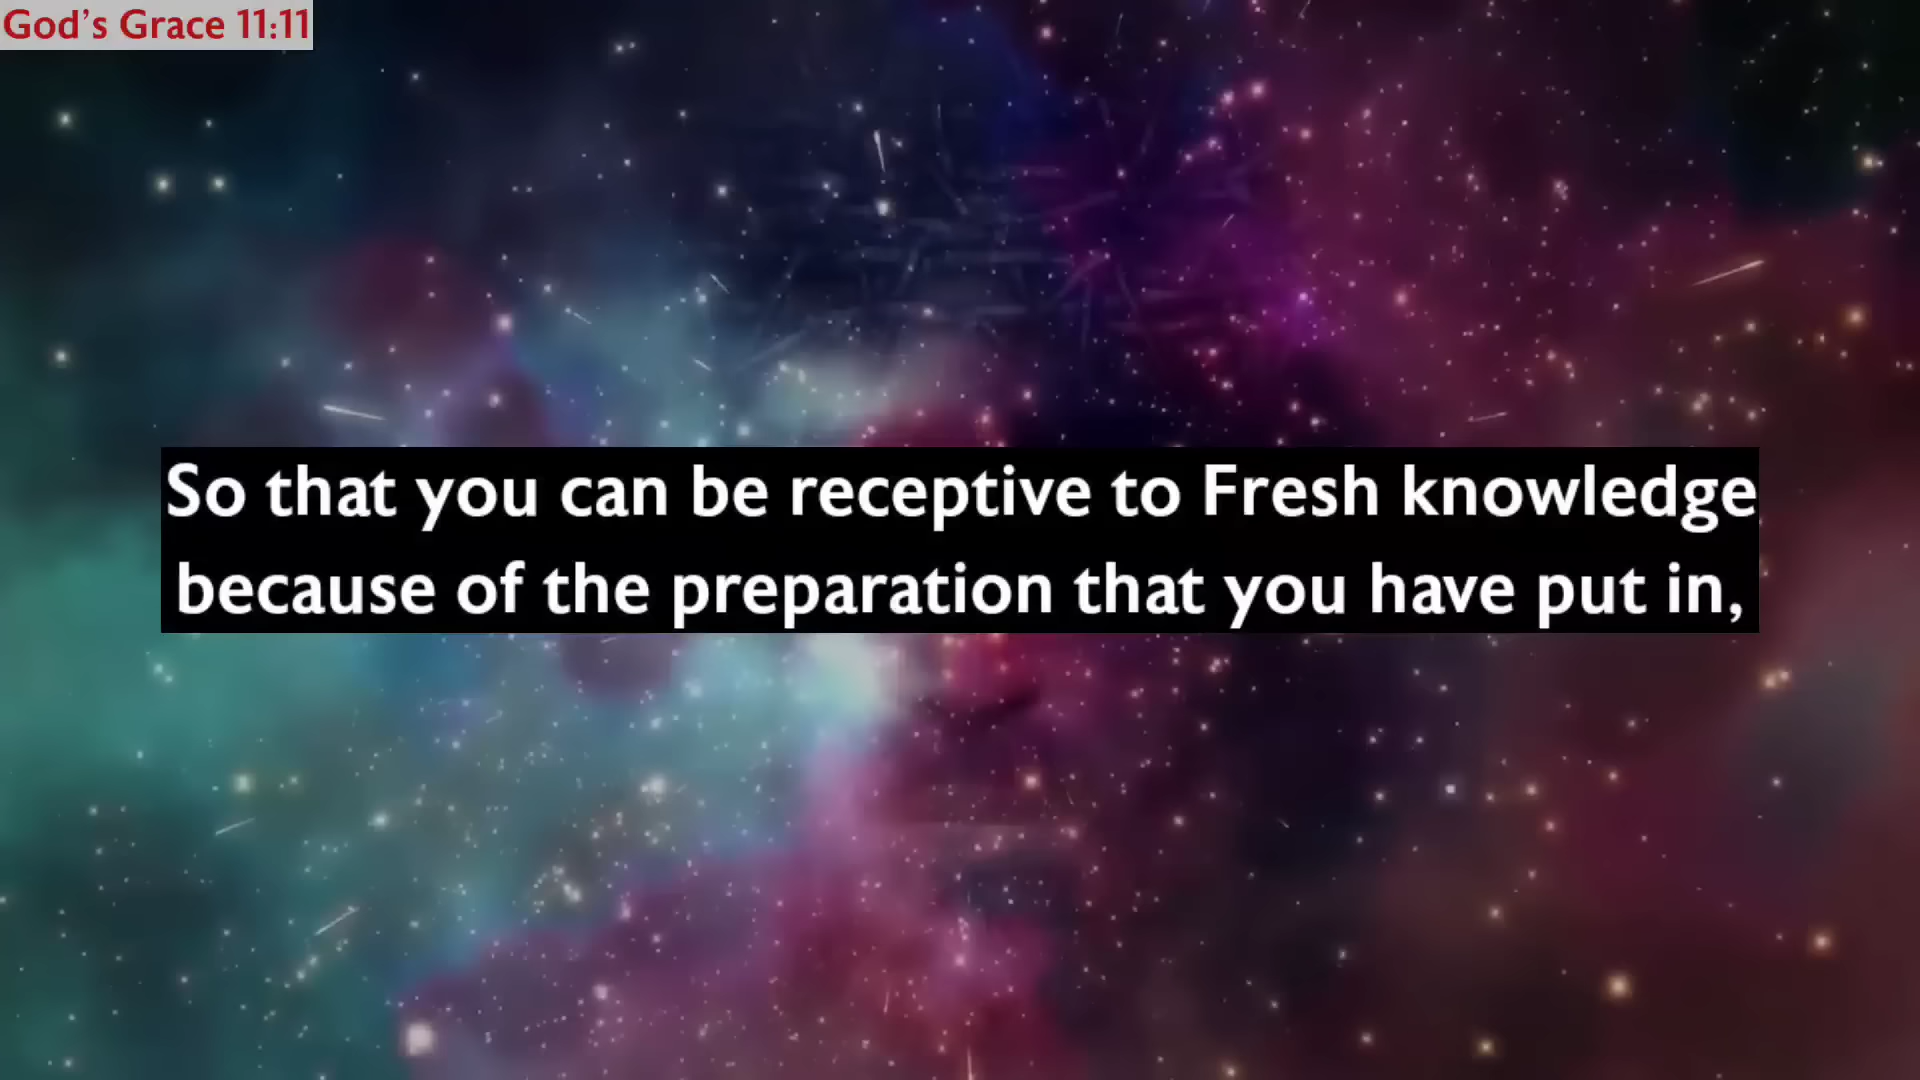 God's Grace 11:11
So that you can be receptive to Fresh knowledge
because of the preparation that you have put in,